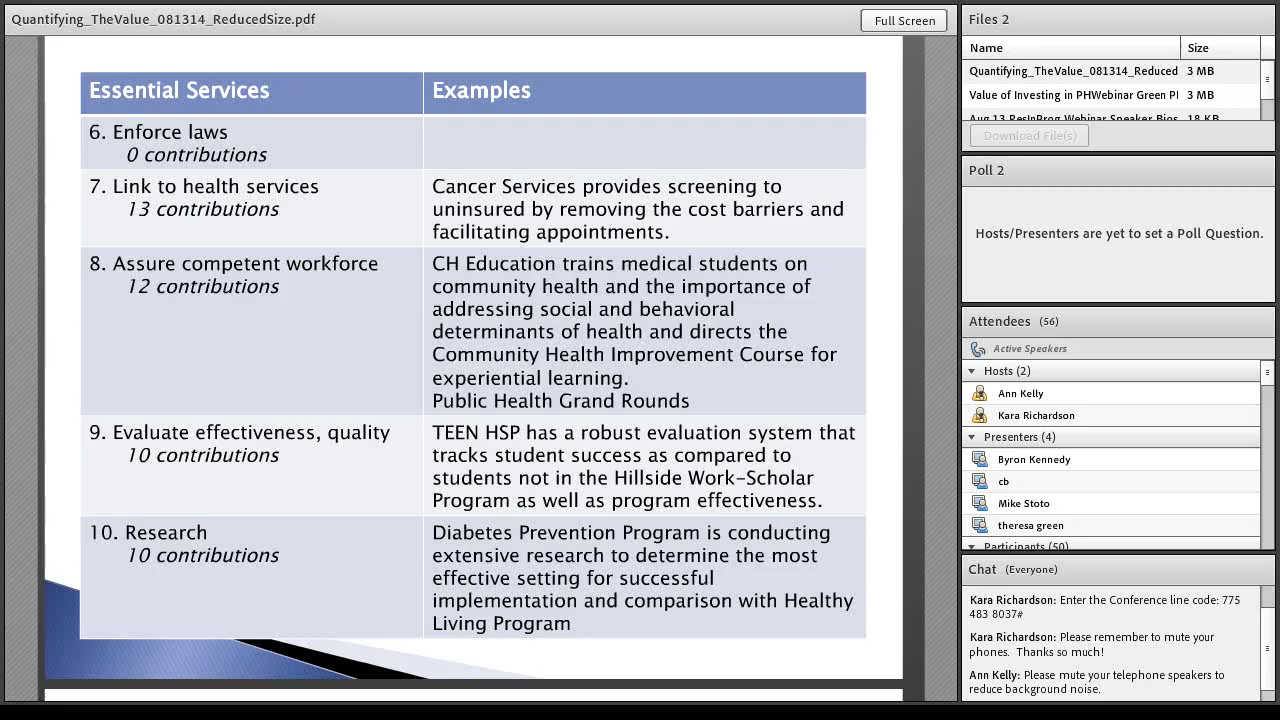 Quantifying_TheValue_081314_ReducedSize.pdf
Full Screen
Essential Services
Examples
6. Enforce laws
0 contributions
7. Link to health services
13 contributions
Cancer Services provides screening to
uninsured by removing the cost barriers and
facilitating appointments.
8. Assure competent workforce
12 contributions
CH Education trains medical students on
community health and the importance of
addressing social and behavioral
determinants of health and directs the
Community Health Improvement Course for
experiential learning.
Public Health Grand Rounds
9. Evaluate effectiveness, quality
10 contributions
TEEN HSP has a robust evaluation system that
tracks student success as compared to
students not in the Hillside Work-Scholar
Program as well as program effectiveness.
10. Research
10 contributions
Diabetes Prevention Program is conducting
extensive research to determine the most
effective setting for successful
implementation and comparison with Healthy
Living Program
Files 2
Name Size
Quantifying_TheValue_081314_Reduced 3 MB
Value of Investing in PHWebinar Green Pl 3 MB
Aug 13 ResInProg Webinar Speaker Bios 18 KB
Download File(s)
Poll 2
Hosts/Presenters are yet to set a Poll Question.
Attendees (56)
Active Speakers
Hosts (2)
Ann Kelly
Kara Richardson
Presenters (4)
Byron Kennedy
cb
Mike Stoto
theresa green
Participants (50)
Chat (Everyone)
Kara Richardson: Enter the Conference line code: 775
483 8037#
Kara Richardson: Please remember to mute your
phones. Thanks so much!
Ann Kelly: Please mute your telephone speakers to
reduce background noise.